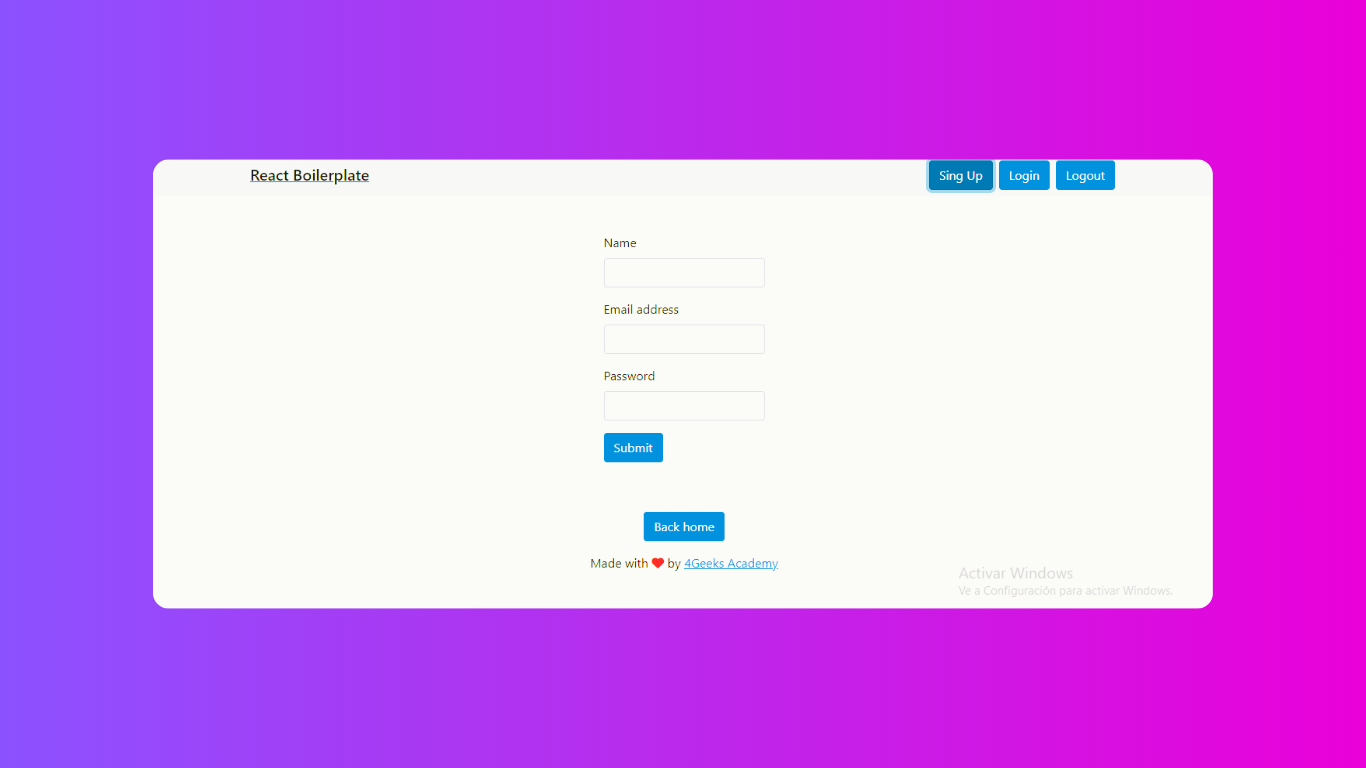 React Boilerplate
Sing Up Login Logout
Name
Email address
Password
Submit
Back home
Made with ❤ by 4Geeks Academy
Activar Windows
Ve a Configuración para activar Windows.